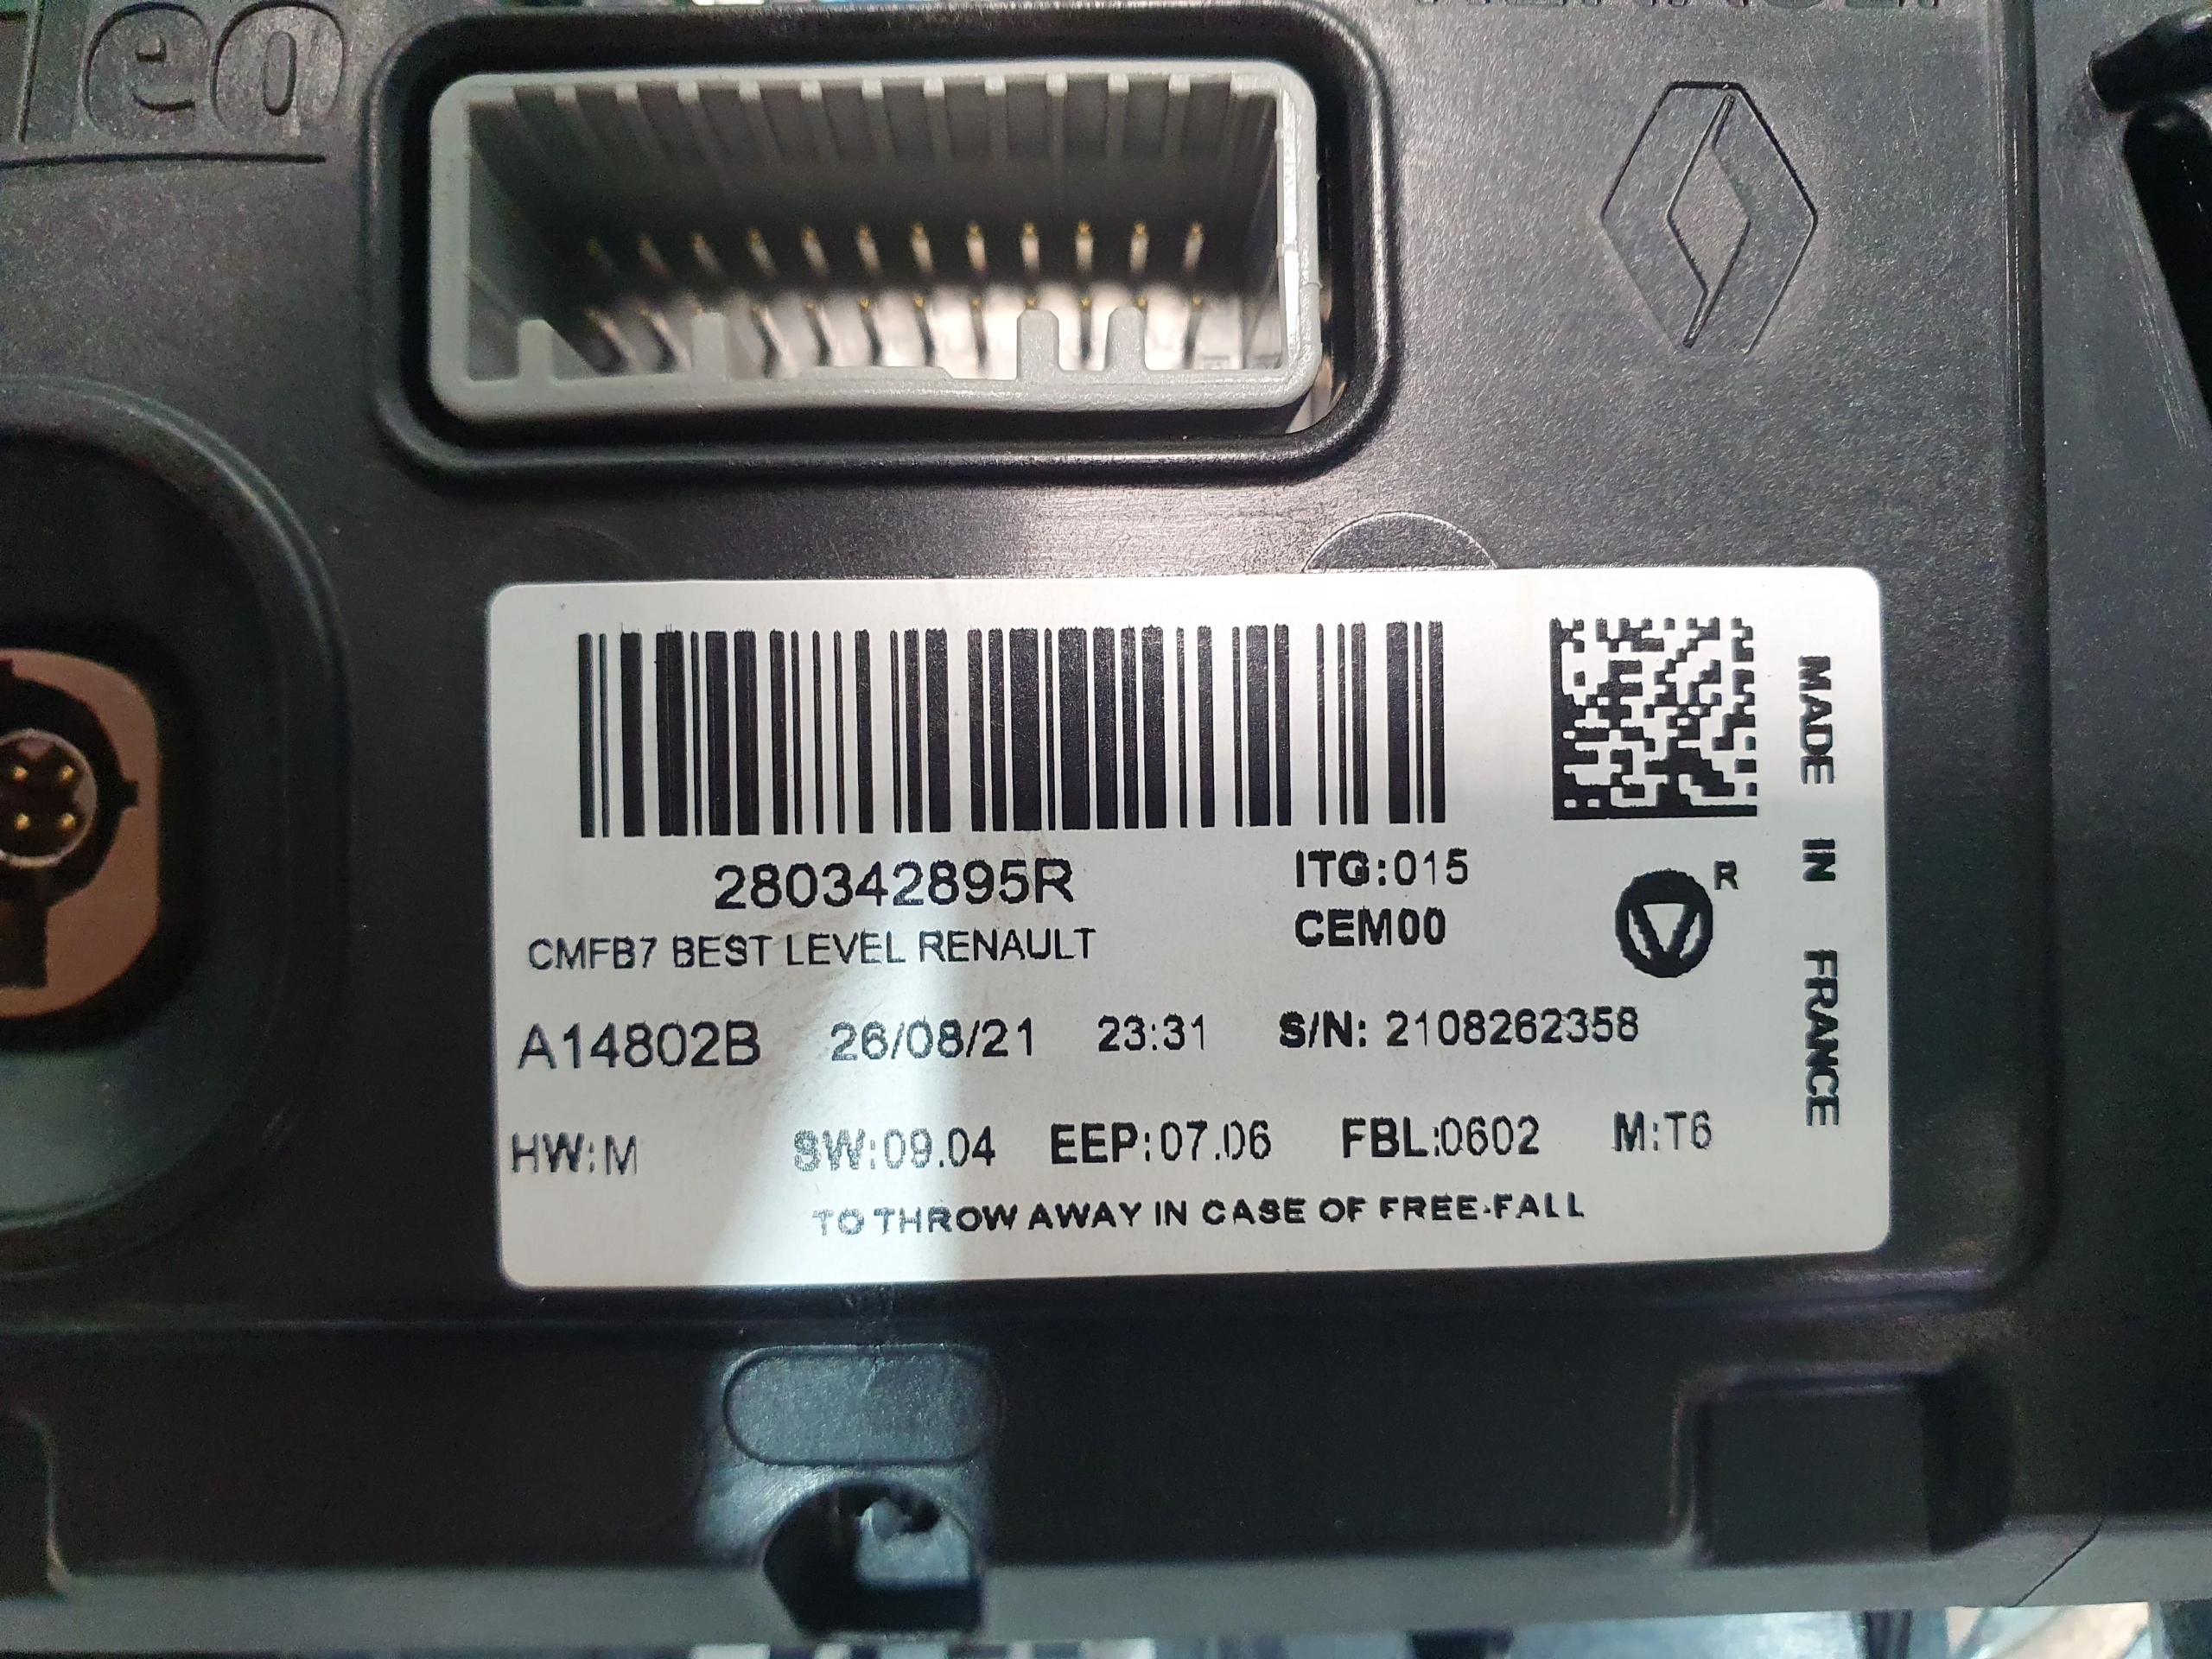 280342895R
ITG:015
CEM00
R
CMFB7 BEST LEVEL RENAULT
A14802B 26/08/21 23:31 S/N: 2108262358
HW:M SW:09.04 EEP:07.06 FBL:0602 M:T6
TO THROW AWAY IN CASE OF FREE-FALL
MADE IN FRANCE